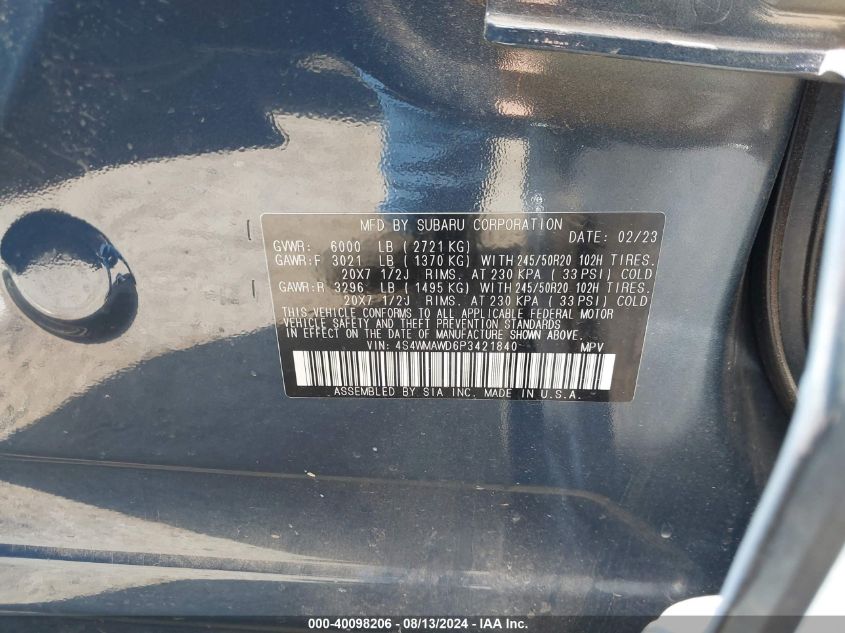 MFD BY SUBARU CORPORATION
DATE: 02/23
GVWR: 6000 LB (2721 KG)
GAWR:F 3021 LB (1370 KG) WITH 245/50R20 102H TIRES.
20X7 1/2J RIMS. AT 230 KPA (33 PSI) COLD
GAWR:R 3296 LB (1495 KG) WITH 245/50R20 102H TIRES.
20X7 1/2J RIMS. AT 230 KPA (33 PSI) COLD
THIS VEHICLE CONFORMS TO ALL APPLICABLE FEDERAL MOTOR
VEHICLE SAFETY AND THEFT PREVENTION STANDARDS
IN EFFECT ON THE DATE OF MANUFACTURE SHOWN ABOVE.
VIN: 4S4WMAWD6P3421840 MPV
ASSEMBLED BY SIA INC. MADE IN U.S.A.
000-40098206 - 08/13/2024 - IAA Inc.